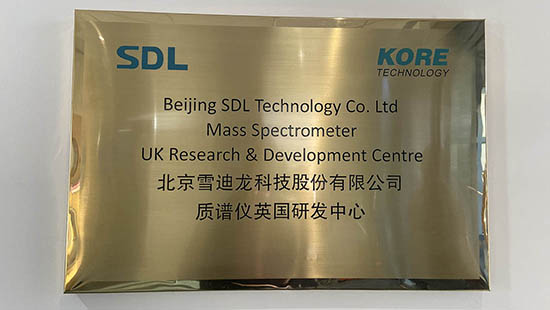 SDL
KORE
TECHNOLOGY
Beijing SDL Technology Co. Ltd
Mass Spectrometer
UK Research & Development Centre
北京雪迪龙科技股份有限公司
质谱仪英国研发中心